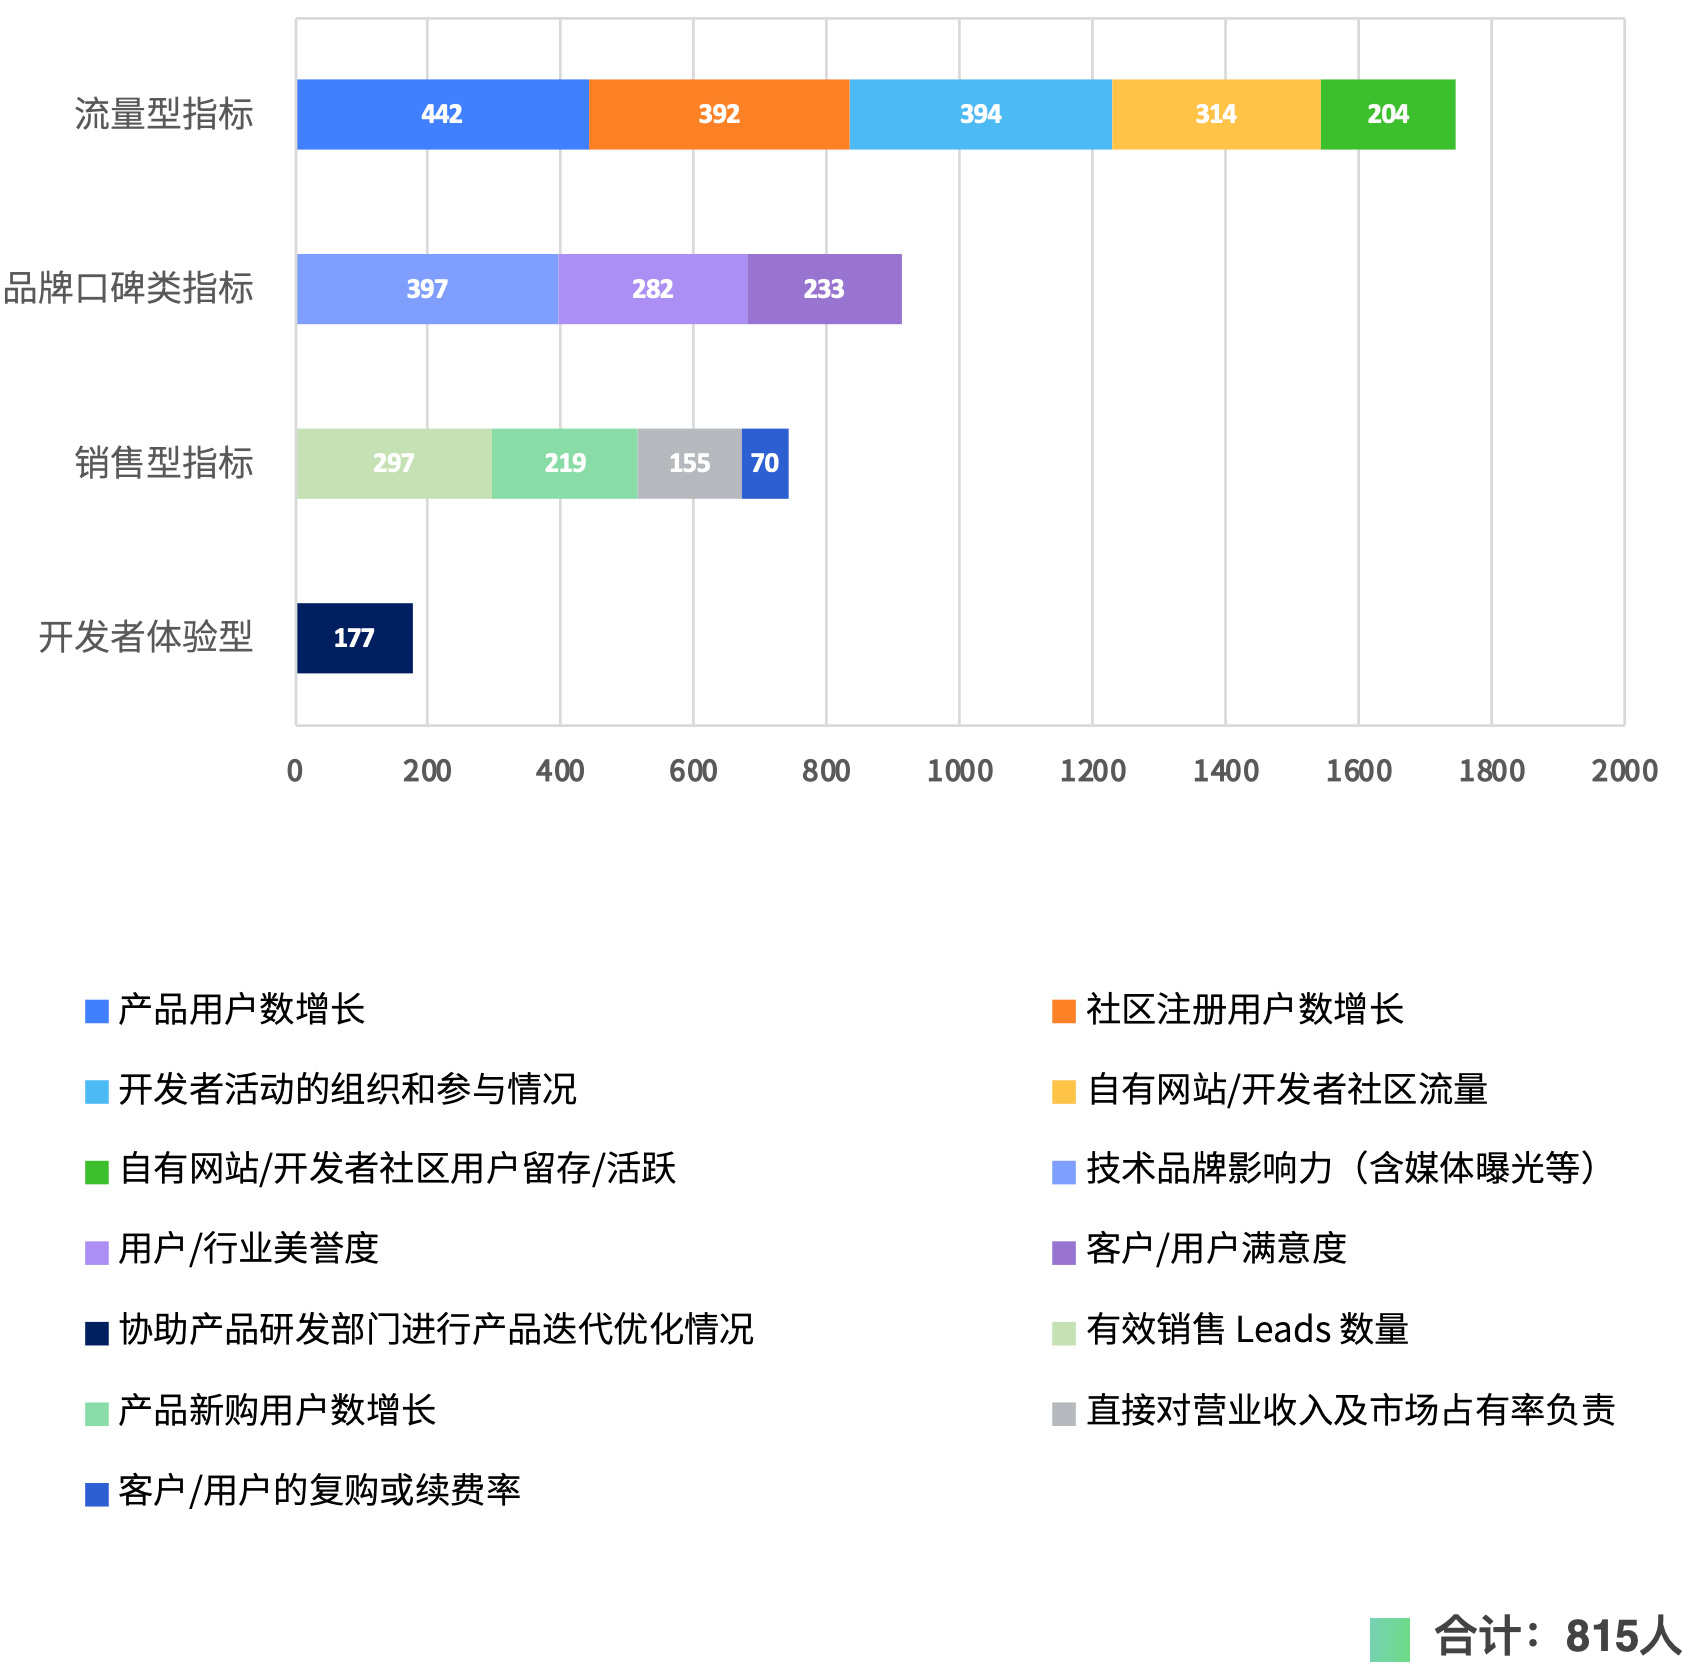 流量型指标
442 392 394 314 204
品牌口碑类指标
397 282 233
销售型指标
297 219 155 70
开发者体验型
177
0 200 400 600 800 1000 1200 1400 1600 1800 2000
产品用户数增长
社区注册用户数增长
开发者活动的组织和参与情况
自有网站/开发者社区流量
自有网站/开发者社区用户留存/活跃
技术品牌影响力（含媒体曝光等）
用户/行业美誉度
客户/用户满意度
协助产品研发部门进行产品迭代优化情况
有效销售 Leads 数量
产品新购用户数增长
直接对营业收入及市场占有率负责
客户/用户的复购或续费率
合计：815人